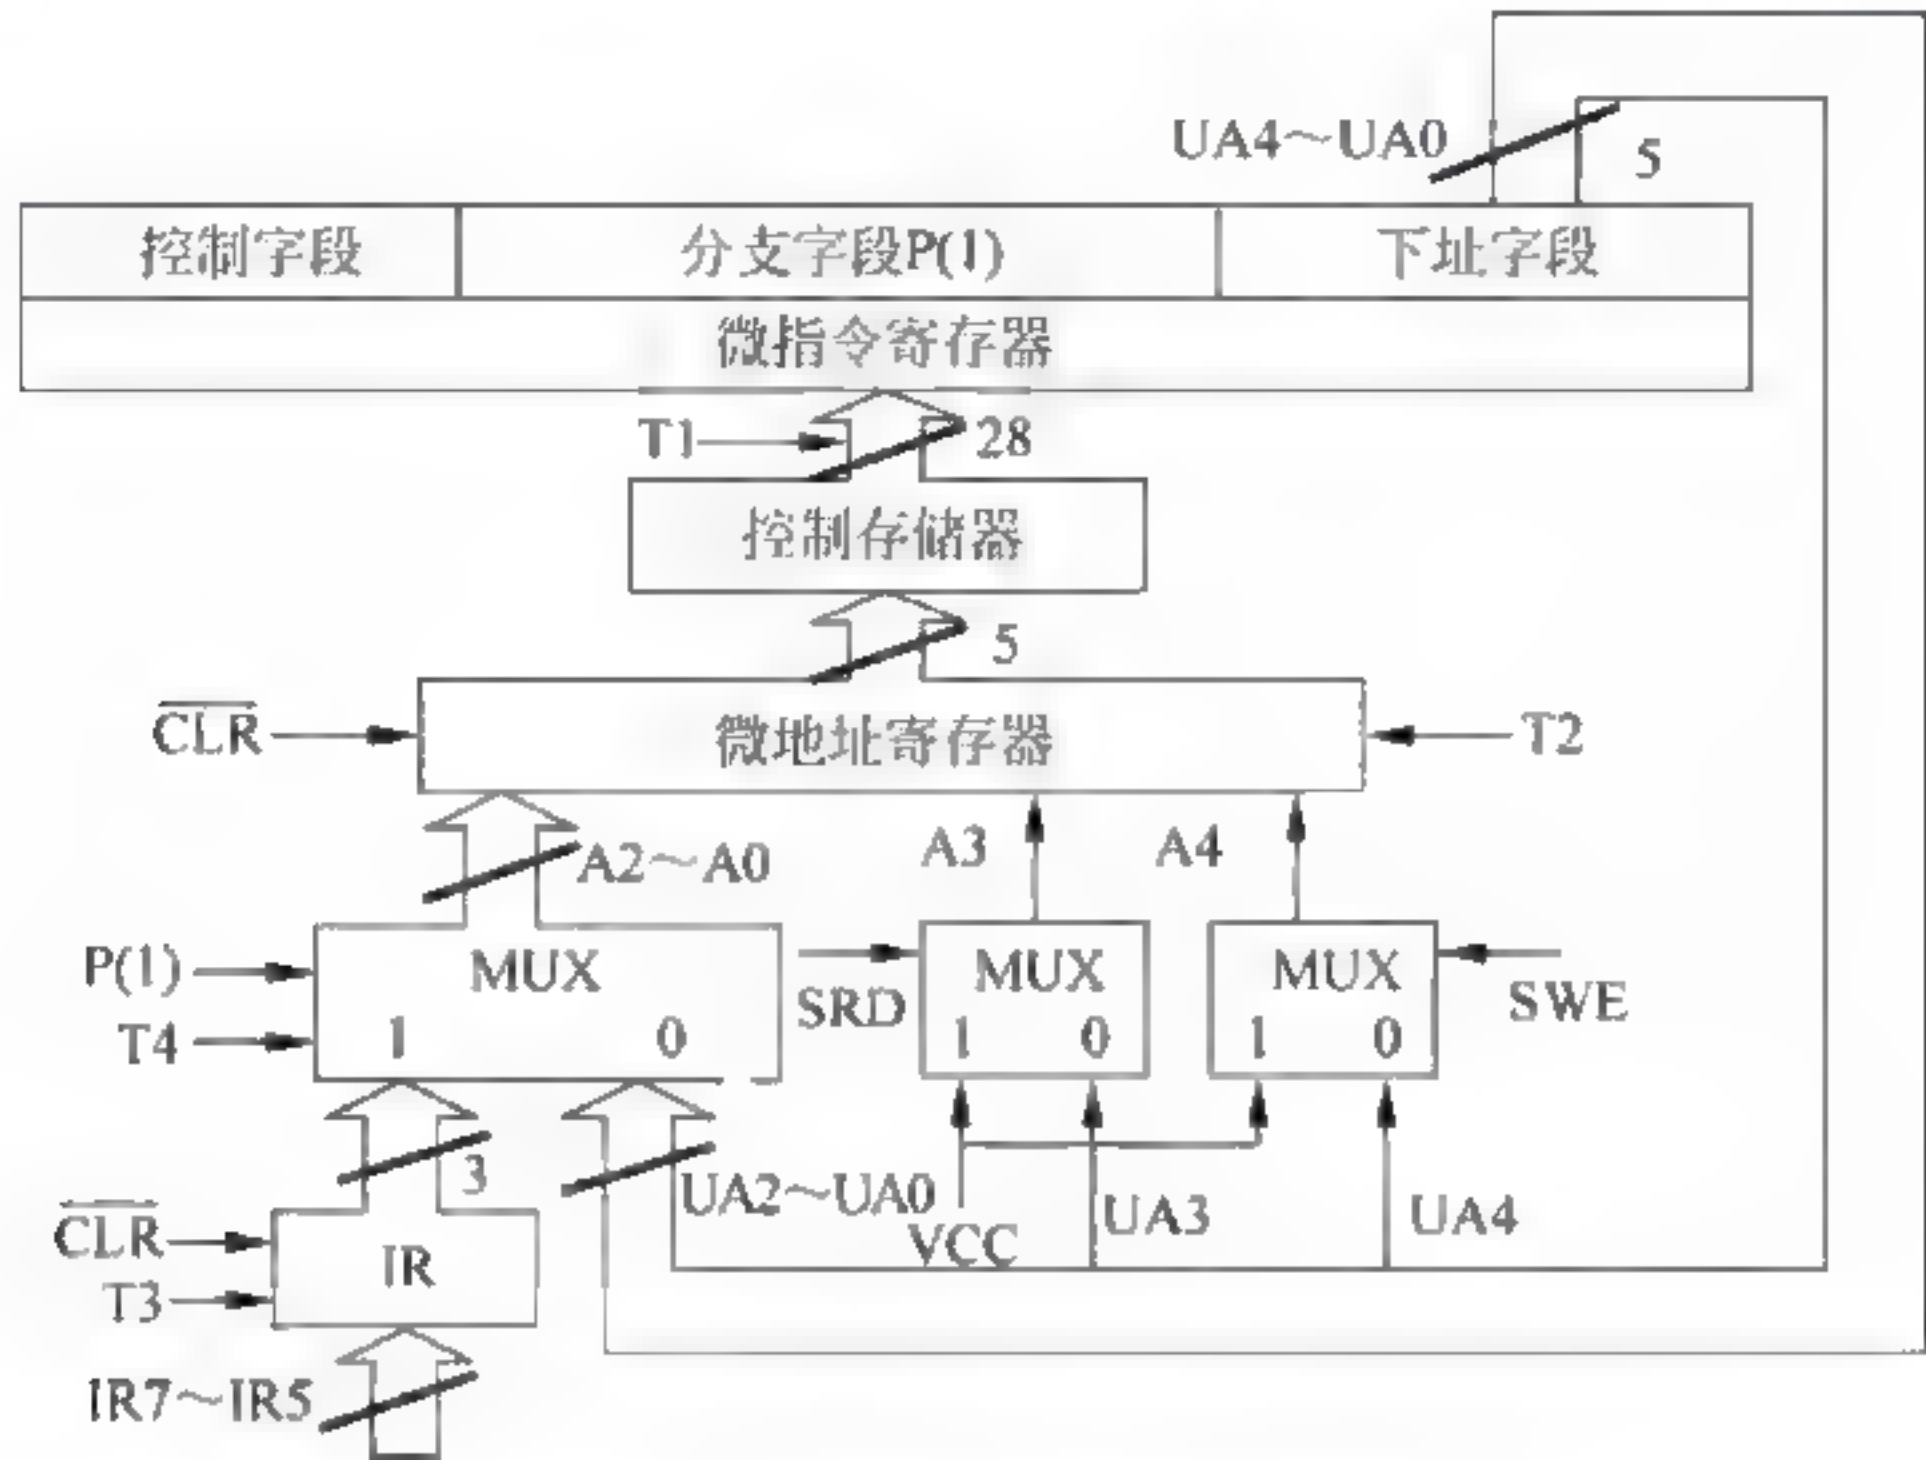 UA4～UA0
5
控制字段
分支字段P(1)
下址字段
微指令寄存器
T1
28
控制存储器
5
CLR
微地址寄存器
T2
A2～A0
A3
A4
P(1)
MUX
SRD
MUX
MUX
SWE
T4
1 0
1 0
1 0
3
UA2～UA0
VCC
UA3
UA4
CLR
IR
T3
IR7～IR5